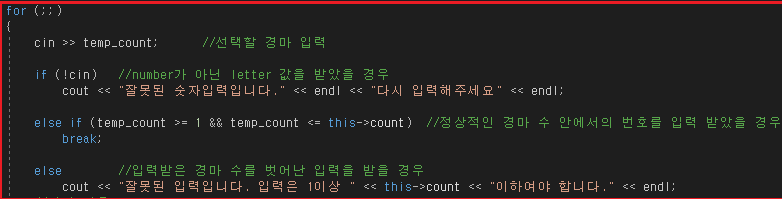 for (;;)
{
cin >> temp_count; //선택할 경마 입력
if (!cin) //number가 아닌 letter 값을 받았을 경우
cout << "잘못된 숫자입력입니다." << endl << "다시 입력해주세요" << endl;
else if (temp_count >= 1 && temp_count <= this->count) //정상적인 경마 수 안에서의 번호를 입력 받았을 경우
break;
else //입력받은 경마 수를 벗어난 입력을 받을 경우
cout << "잘못된 입력입니다. 입력은 1이상 " << this->count << "이하여야 합니다." << endl;